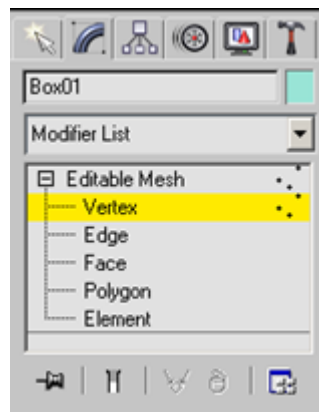 Box01
Modifier List
Editable Mesh
Vertex
Edge
Face
Polygon
Element